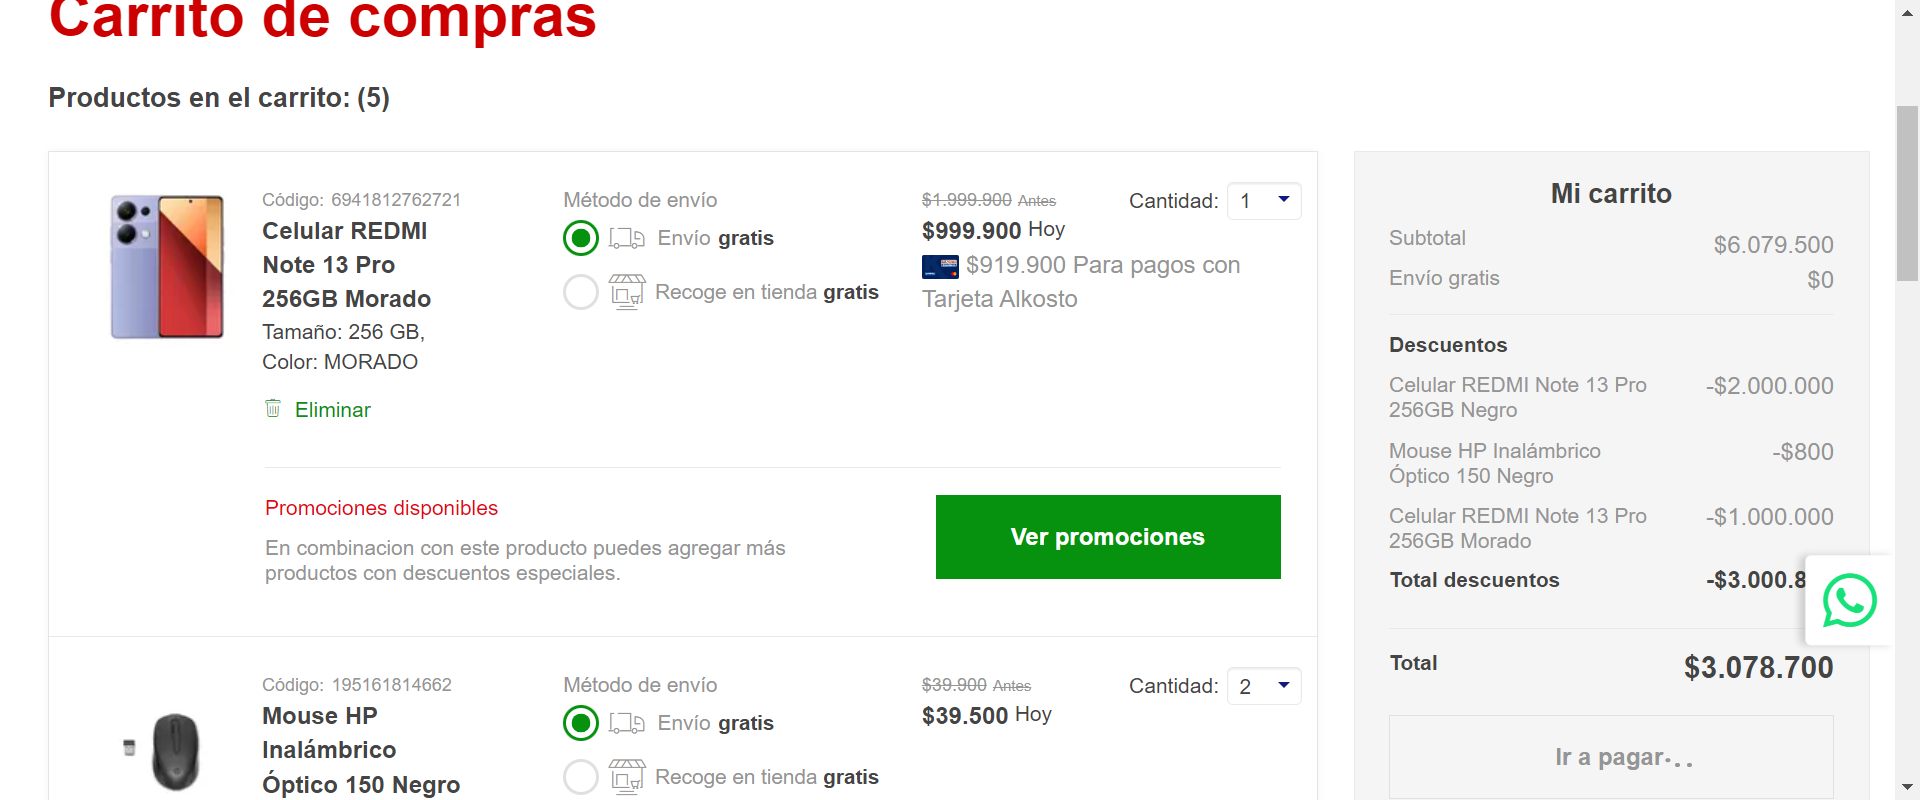 Carrito de compras
Productos en el carrito: (5)
Código: 6941812762721
Celular REDMI
Note 13 Pro
256GB Morado
Tamaño: 256 GB,
Color: MORADO
Eliminar
Método de envío
Envío gratis
Recoge en tienda gratis
$1.999.900 Antes
$999.900 Hoy
$919.900 Para pagos con
Tarjeta Alkosto
Cantidad: 1
Promociones disponibles
En combinacion con este producto puedes agregar más
productos con descuentos especiales.
Ver promociones
Código: 195161814662
Mouse HP
Inalámbrico
Óptico 150 Negro
Método de envío
Envío gratis
Recoge en tienda gratis
$39.900 Antes
$39.500 Hoy
Cantidad: 2
Mi carrito
Subtotal $6.079.500
Envío gratis $0
Descuentos
Celular REDMI Note 13 Pro -$2.000.000
256GB Negro
Mouse HP Inalámbrico -$800
Óptico 150 Negro
Celular REDMI Note 13 Pro -$1.000.000
256GB Morado
Total descuentos -$3.000.8
Total $3.078.700
Ir a pagar...